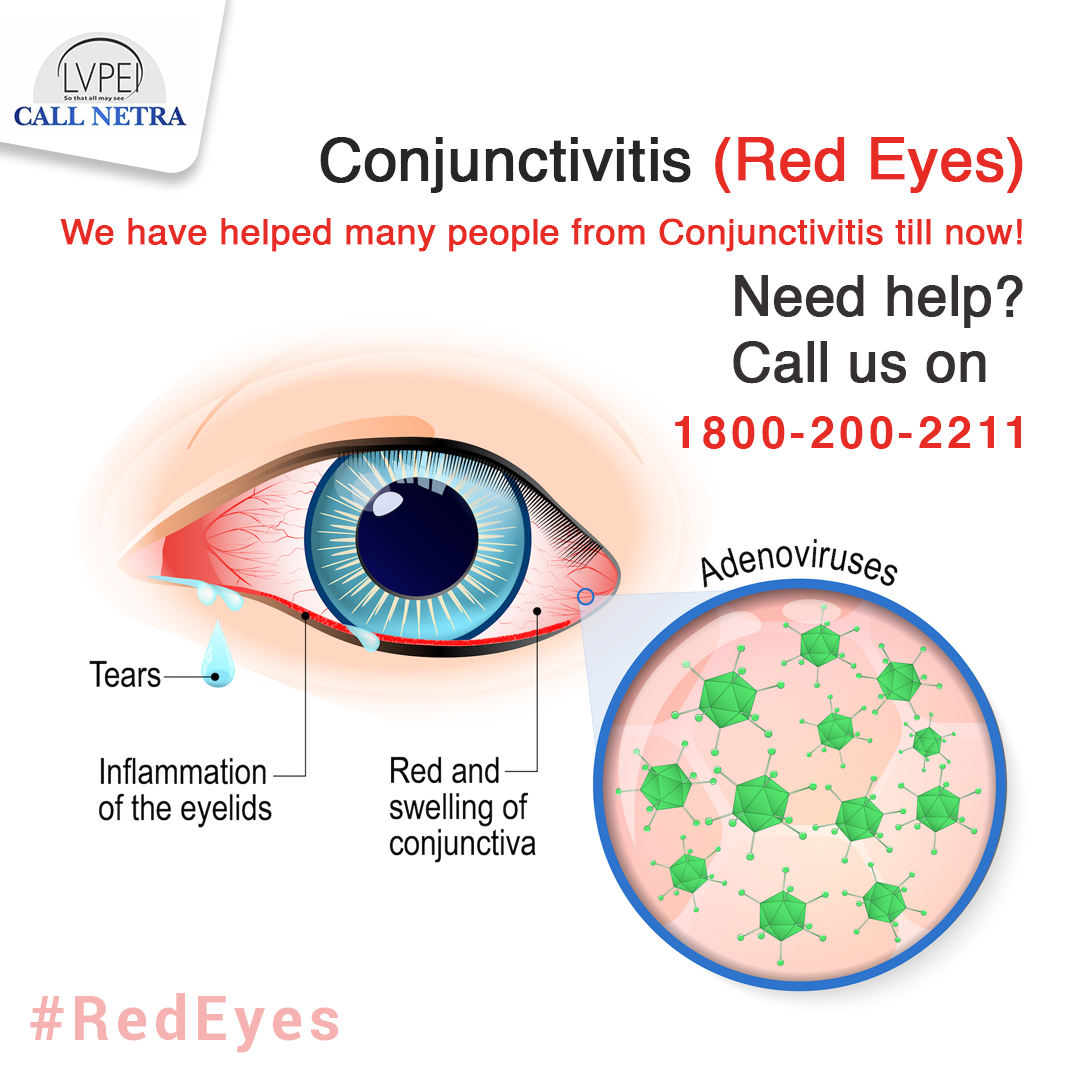 LVPEI
So that all may see
CALL NETRA
Conjunctivitis (Red Eyes)
We have helped many people from Conjunctivitis till now!
Need help?
Call us on
1800-200-2211
Adenoviruses
Tears
Inflammation
of the eyelids
Red and
swelling of
conjunctiva
#RedEyes